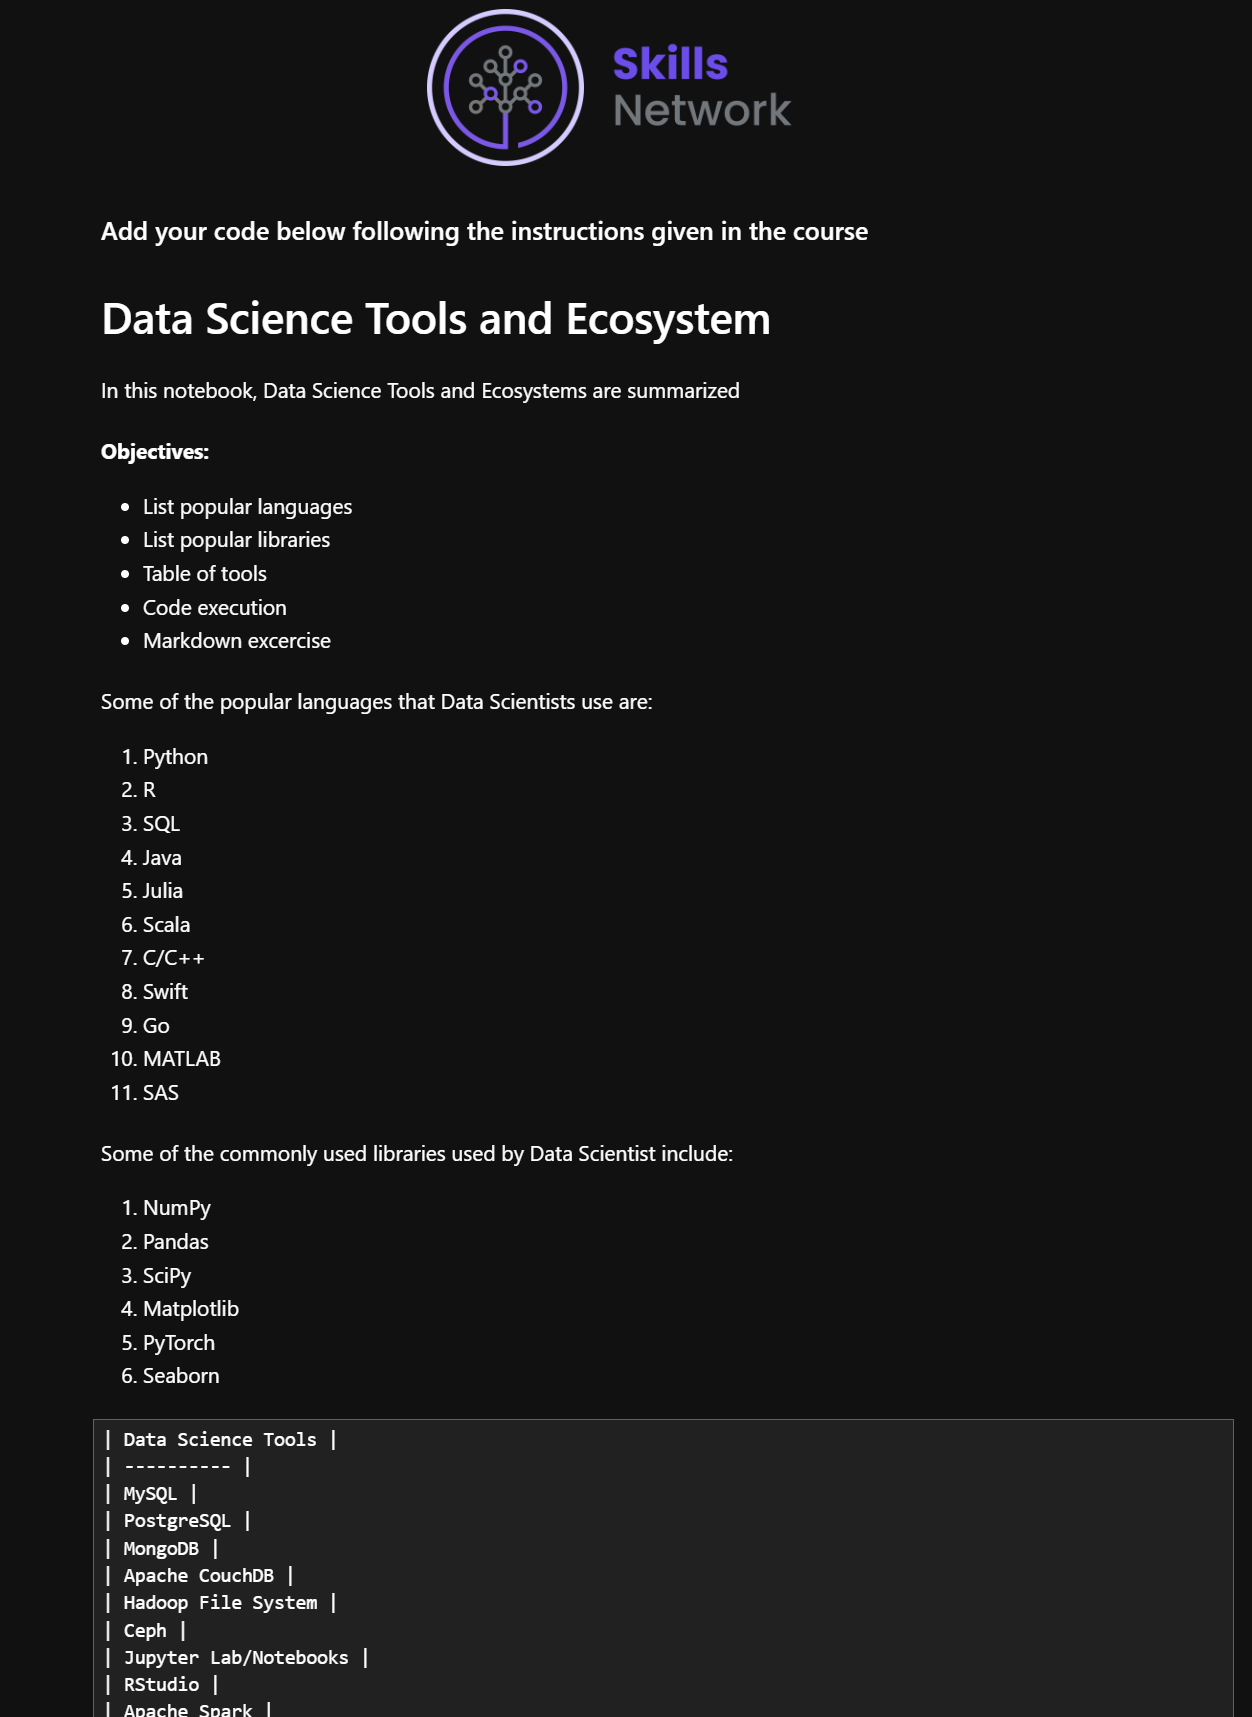 Skills
Network
Add your code below following the instructions given in the course
Data Science Tools and Ecosystem
In this notebook, Data Science Tools and Ecosystems are summarized
Objectives:
• List popular languages
• List popular libraries
• Table of tools
• Code execution
• Markdown excercise
Some of the popular languages that Data Scientists use are:
1. Python
2. R
3. SQL
4. Java
5. Julia
6. Scala
7. C/C++
8. Swift
9. Go
10. MATLAB
11. SAS
Some of the commonly used libraries used by Data Scientist include:
1. NumPy
2. Pandas
3. SciPy
4. Matplotlib
5. PyTorch
6. Seaborn
| Data Science Tools |
| ---------- |
| MySQL |
| PostgreSQL |
| MongoDB |
| Apache CouchDB |
| Hadoop File System |
| Ceph |
| Jupyter Lab/Notebooks |
| RStudio |
| Apache Spark |